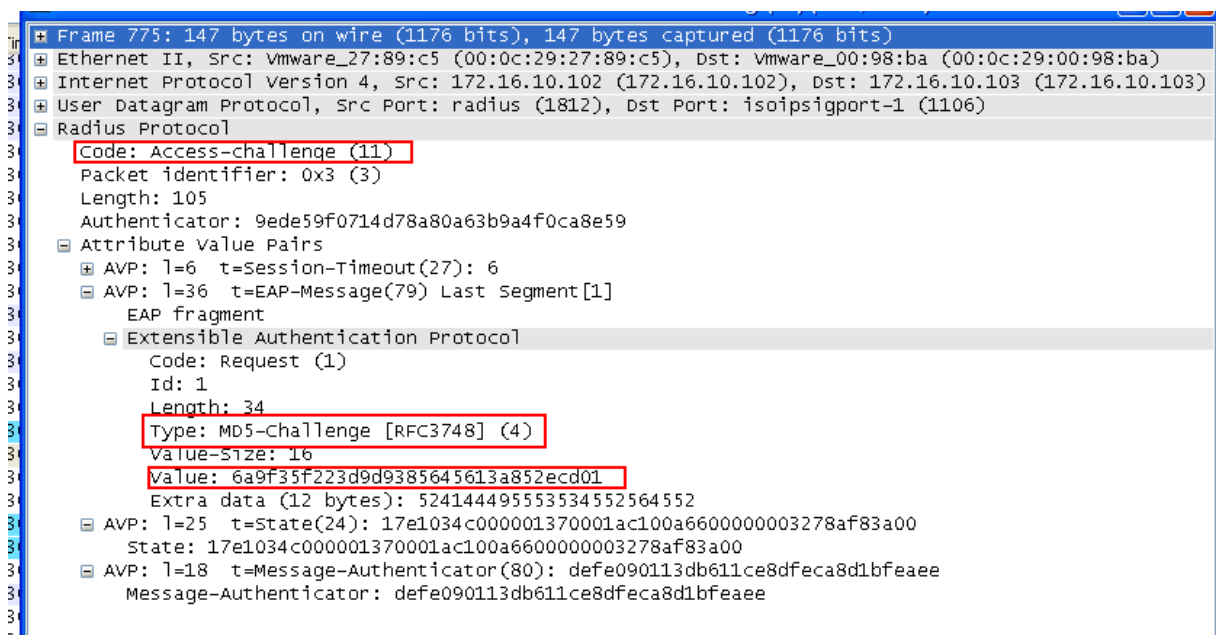 Frame 775: 147 bytes on wire (1176 bits), 147 bytes captured (1176 bits)
Ethernet II, Src: Vmware_27:89:c5 (00:0c:29:27:89:c5), Dst: Vmware_00:98:ba (00:0c:29:00:98:ba)
Internet Protocol Version 4, Src: 172.16.10.102 (172.16.10.102), Dst: 172.16.10.103 (172.16.10.103)
User Datagram Protocol, Src Port: radius (1812), Dst Port: isoipsigport-1 (1106)
Radius Protocol
Code: Access-challenge (11)
Packet identifier: 0x3 (3)
Length: 105
Authenticator: 9ede59f0714d78a80a63b9a4f0ca8e59
Attribute Value Pairs
AVP: l=6 t=Session-Timeout(27): 6
AVP: l=36 t=EAP-Message(79) Last Segment[1]
EAP fragment
Extensible Authentication Protocol
Code: Request (1)
Id: 1
Length: 34
Type: MD5-Challenge [RFC3748] (4)
Value-Size: 16
Value: 6a9f35f223d9d9385645613a852ecd01
Extra data (12 bytes): 524144495553534552564552
AVP: l=25 t=State(24): 17e1034c000001370001ac100a6600000003278af83a00
State: 17e1034c000001370001ac100a6600000003278af83a00
AVP: l=18 t=Message-Authenticator(80): defe090113db611ce8dfeca8d1bfeaee
Message-Authenticator: defe090113db611ce8dfeca8d1bfeaee